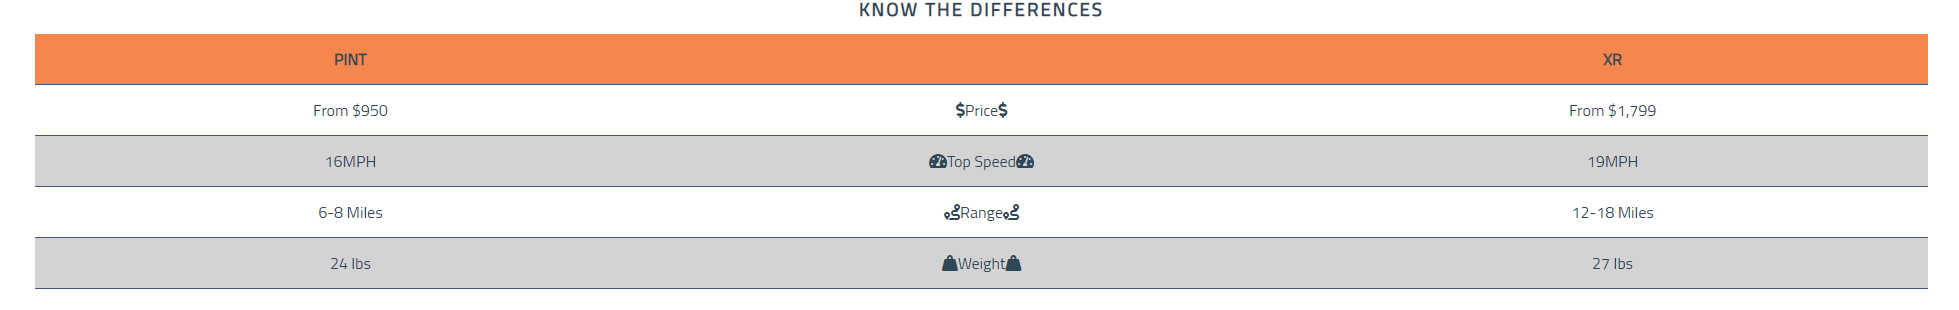 KNOW THE DIFFERENCES
PINT XR
From $950 $Price$ From $1,799
16MPH Top Speed 19MPH
6-8 Miles Range 12-18 Miles
24 lbs Weight 27 lbs